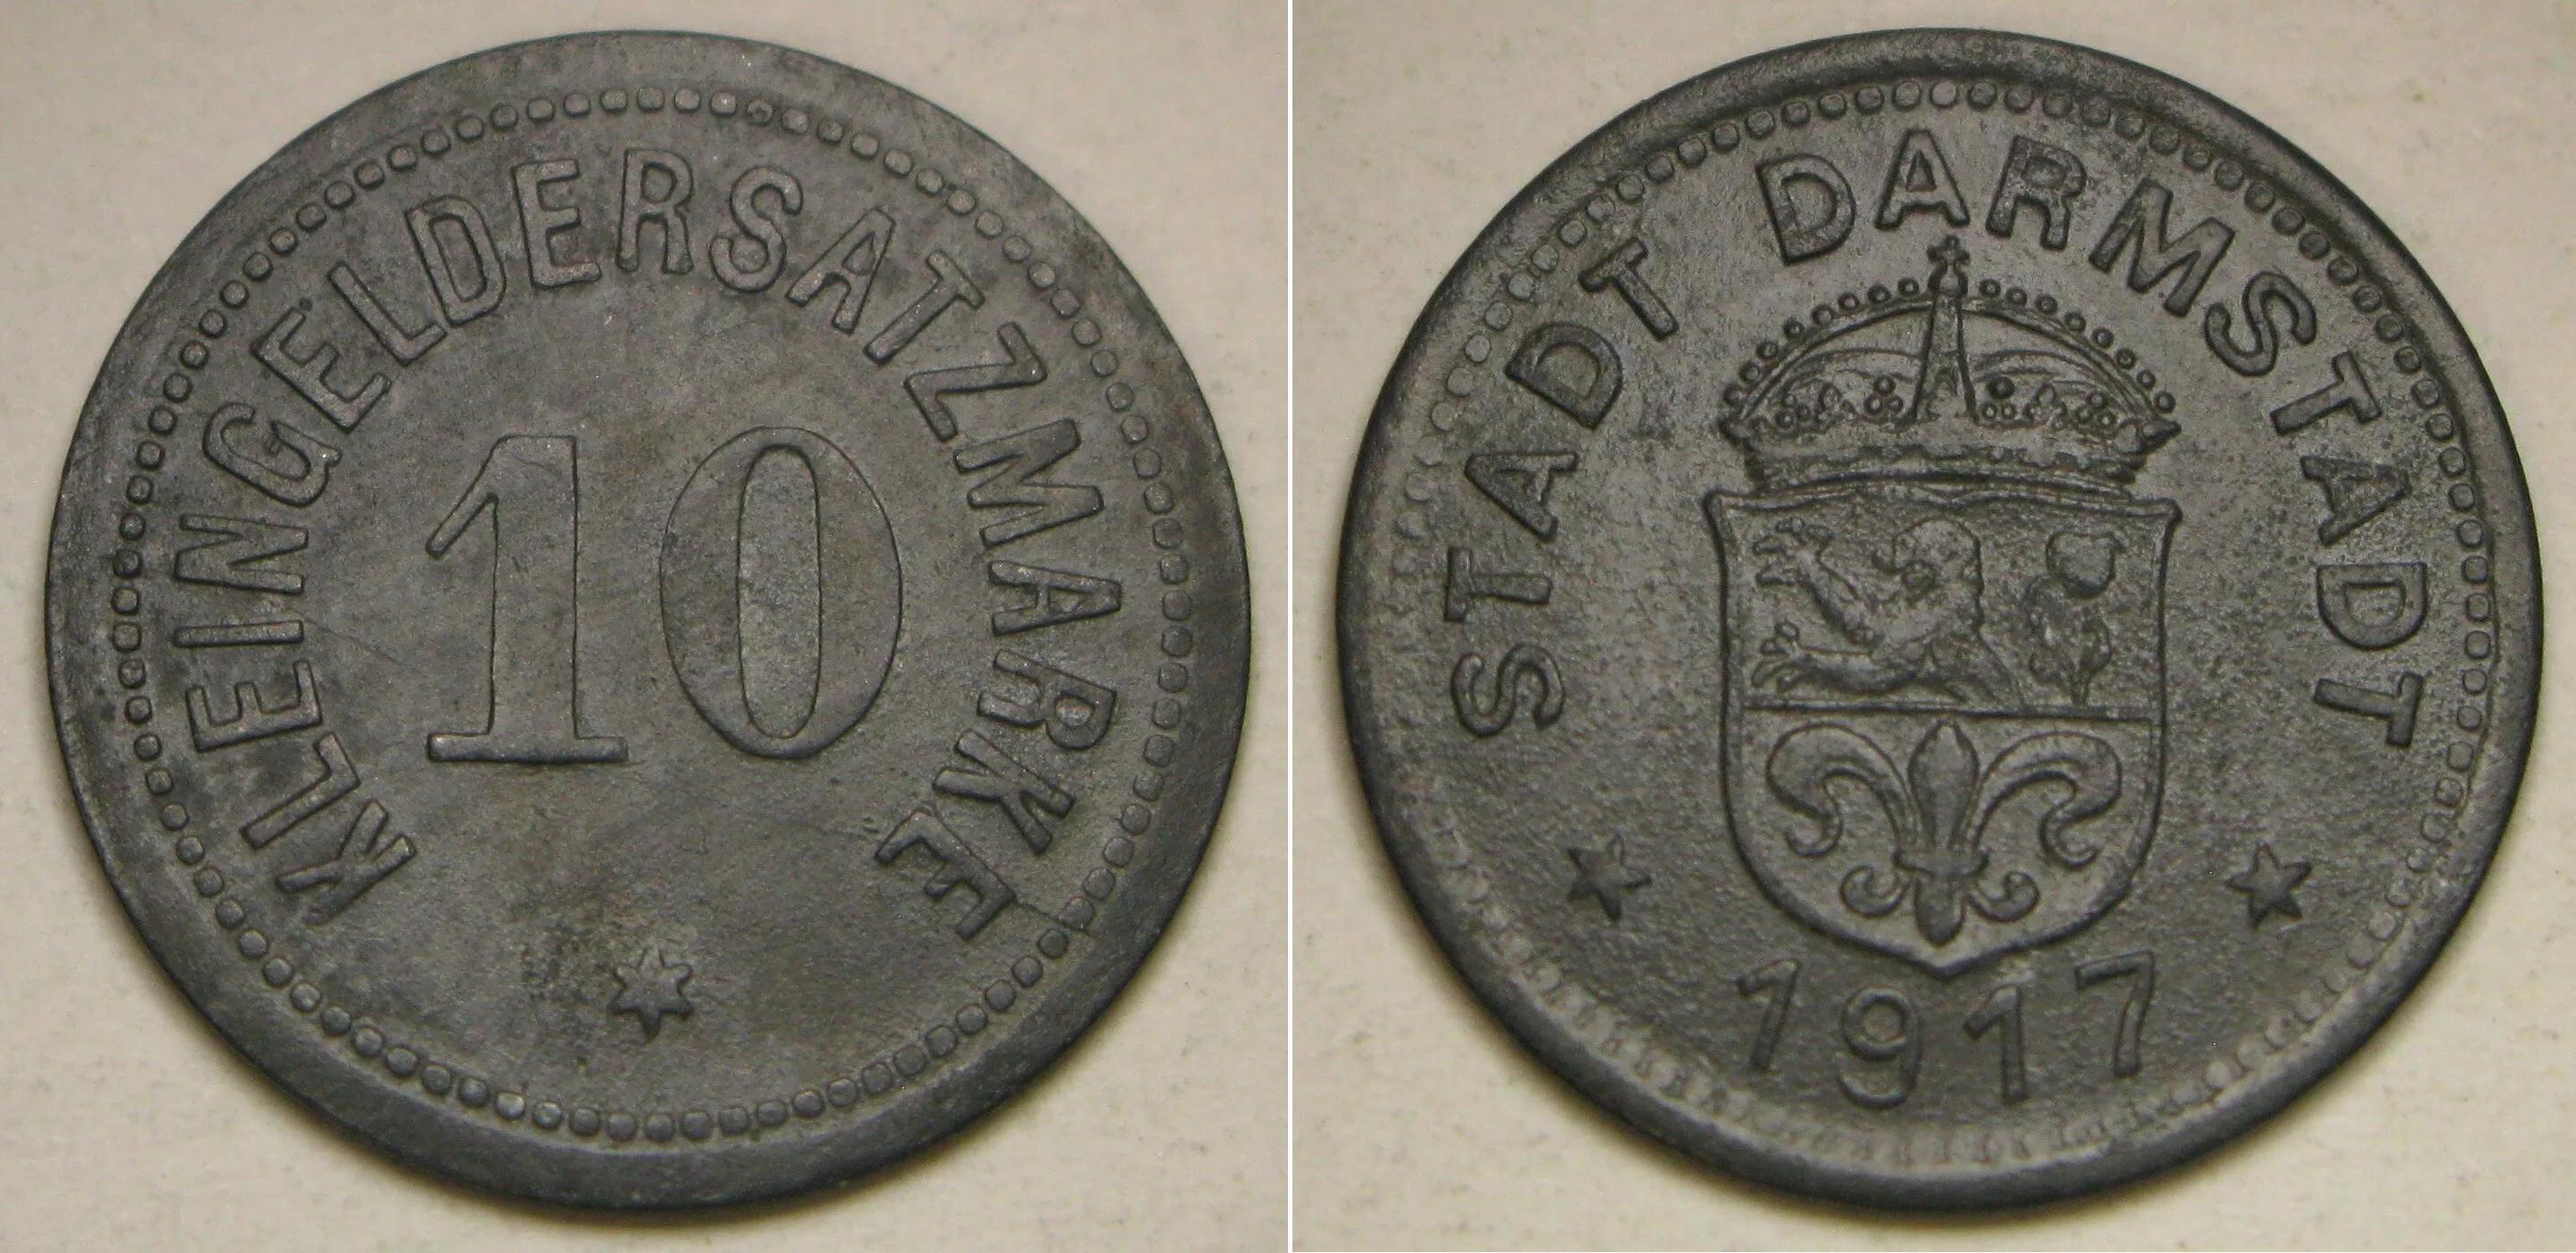 KLEINGELDERSATZMARKE
10
STADT DARMSTADT
1917